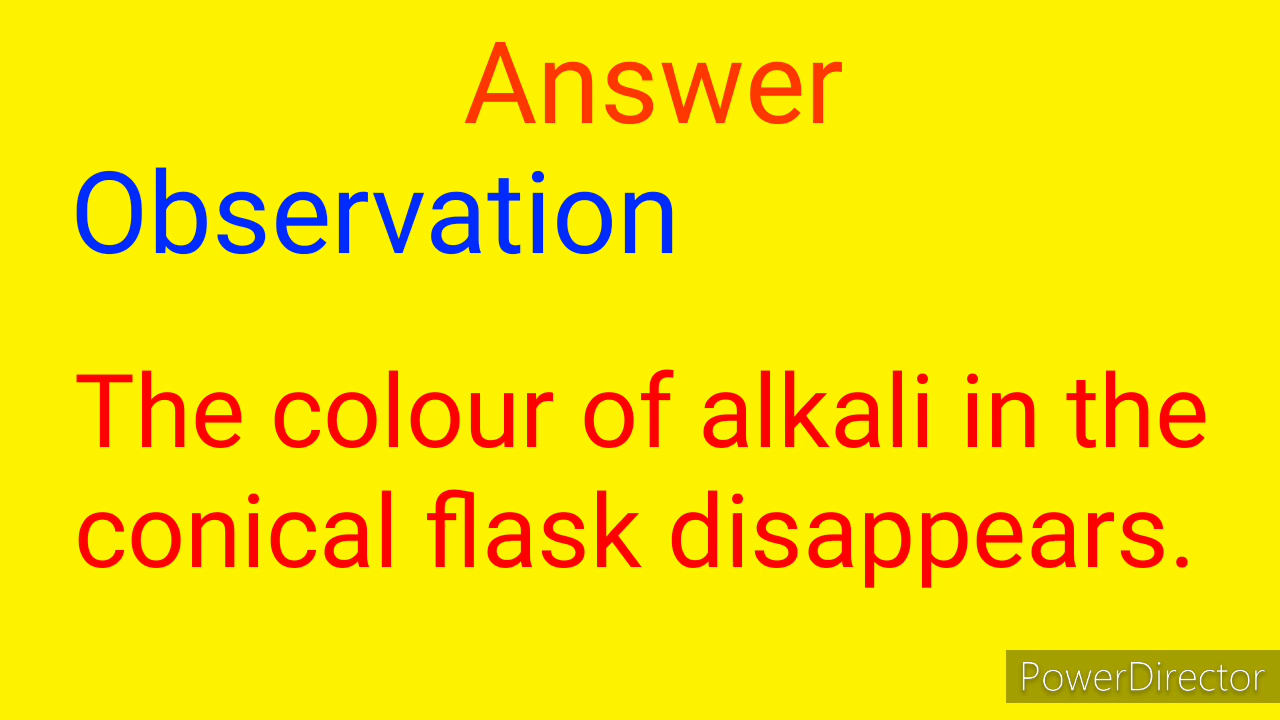 Answer
Observation
The colour of alkali in the
conical flask disappears.
PowerDirector